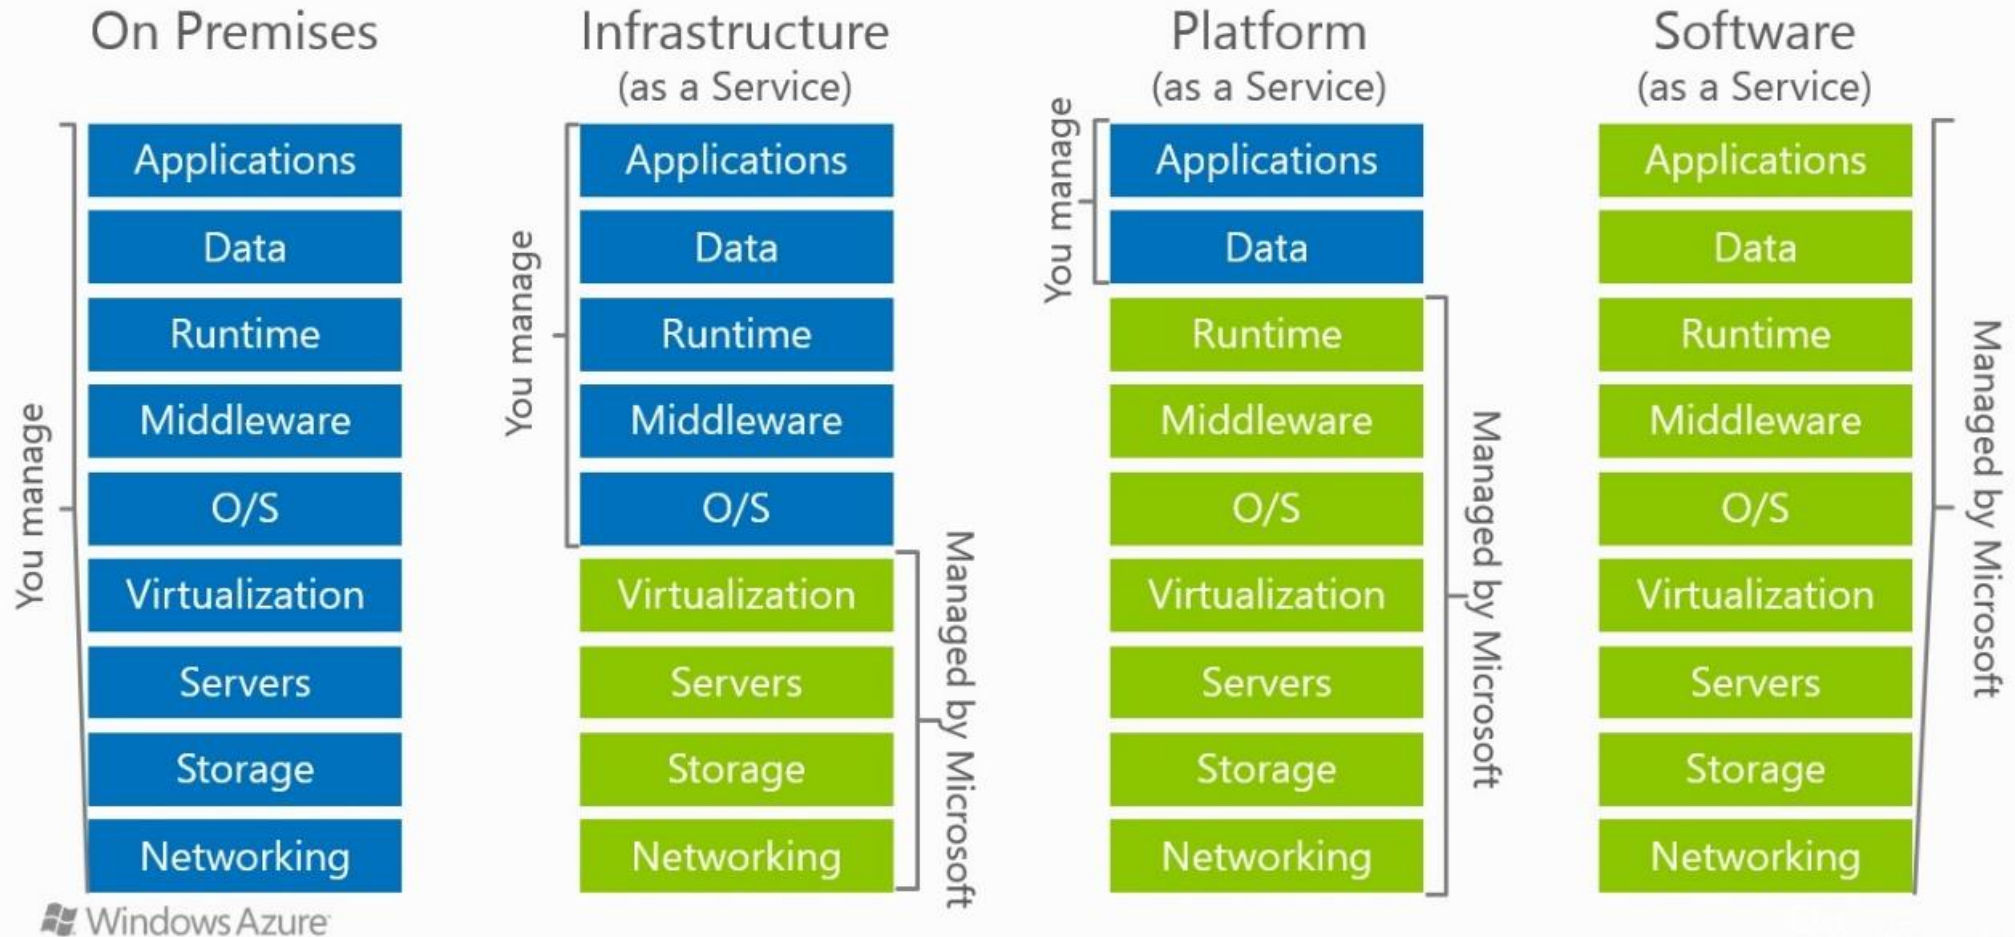 On Premises
You manage
Applications
Data
Runtime
Middleware
O/S
Virtualization
Servers
Storage
Networking
Infrastructure
(as a Service)
You manage
Applications
Data
Runtime
Middleware
O/S
Virtualization
Servers
Storage
Networking
Managed by Microsoft
Platform
(as a Service)
You manage
Applications
Data
Runtime
Middleware
O/S
Virtualization
Servers
Storage
Networking
Managed by Microsoft
Software
(as a Service)
Applications
Data
Runtime
Middleware
O/S
Virtualization
Servers
Storage
Networking
Managed by Microsoft
Windows Azure